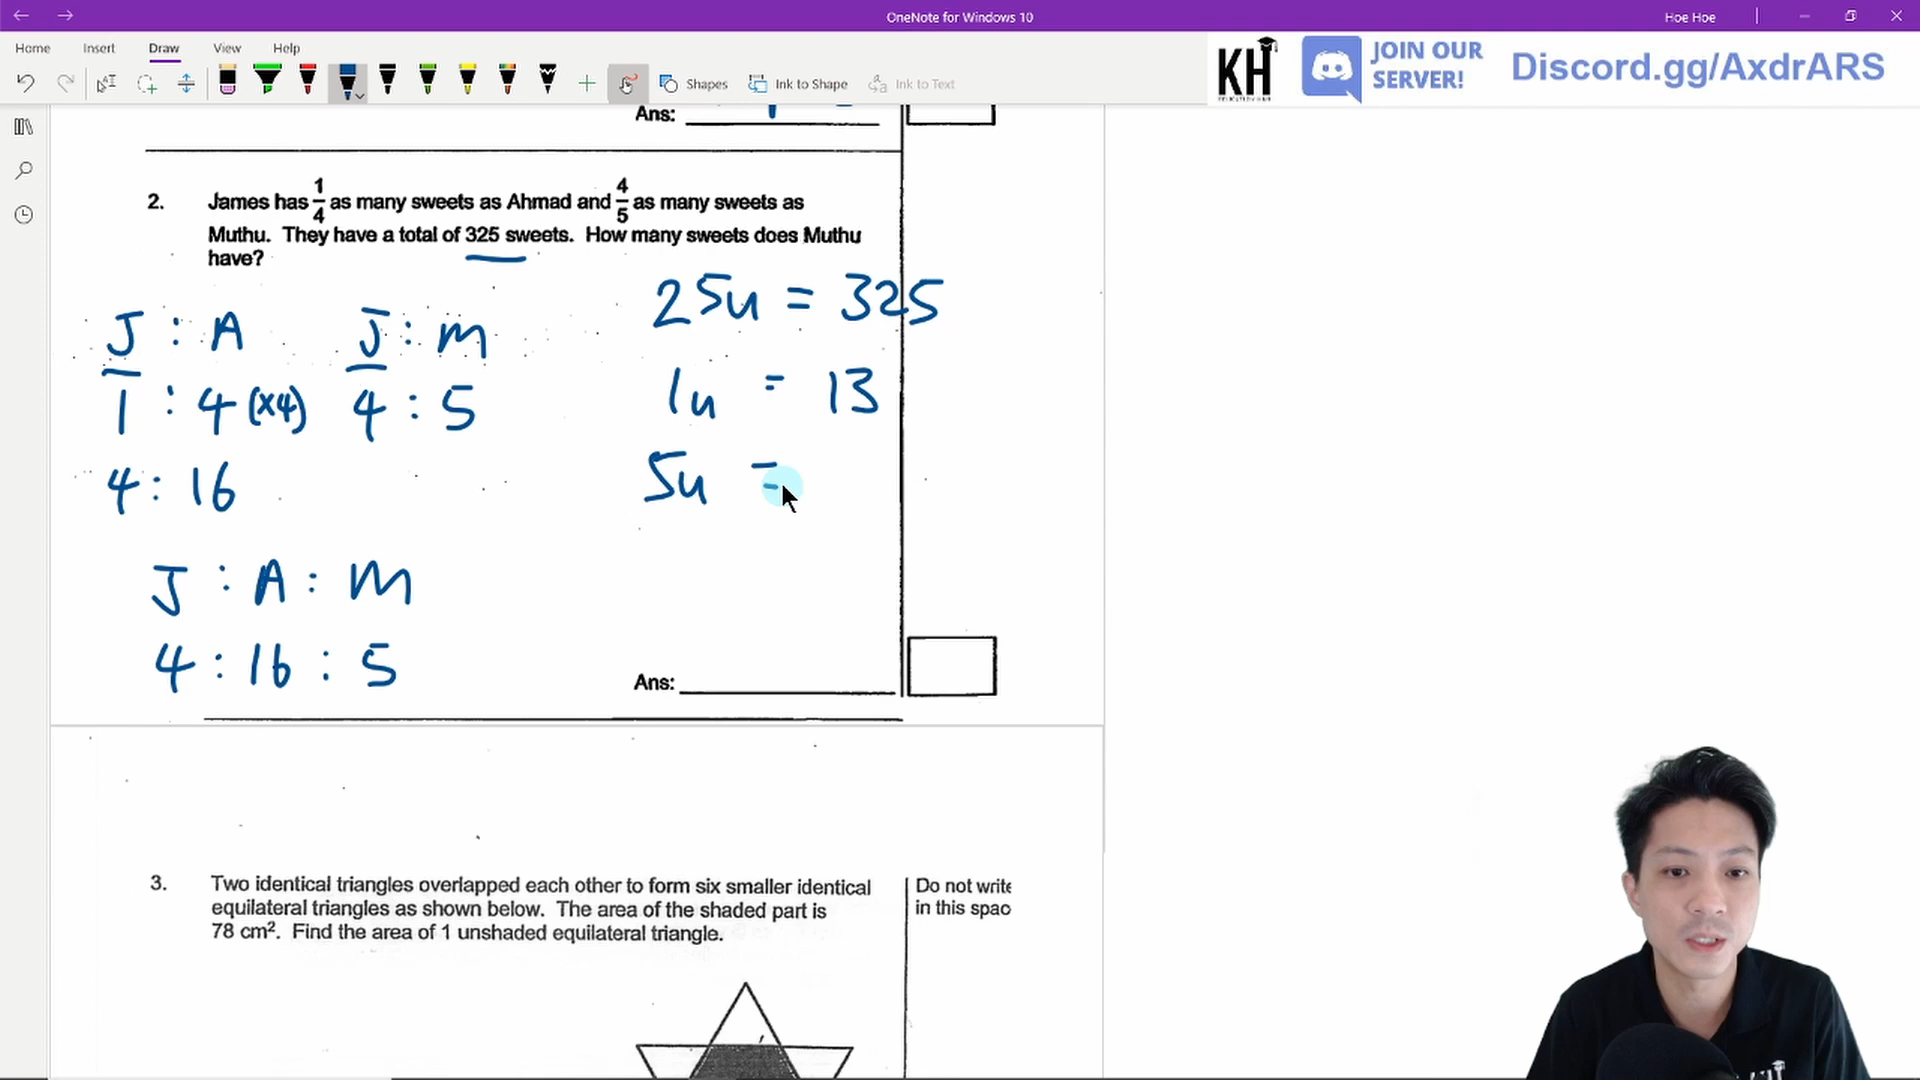 OneNote for Windows 10
Hoe Hoe
Home Insert Draw View Help
Shapes Ink to Shape Ink to Text
KH
JOIN OUR SERVER!
Discord.gg/AxdrARS
Ans:
2. James has 1/4 as many sweets as Ahmad and 4/5 as many sweets as
Muthu. They have a total of 325 sweets. How many sweets does Muthu
have?
J : A J : M
1 : 4 (×4) 4 : 5
4 : 16
J : A : M
4 : 16 : 5
25u = 325
1u = 13
5u =
Ans:
3. Two identical triangles overlapped each other to form six smaller identical
equilateral triangles as shown below. The area of the shaded part is
78 cm². Find the area of 1 unshaded equilateral triangle.
Do not write
in this spac